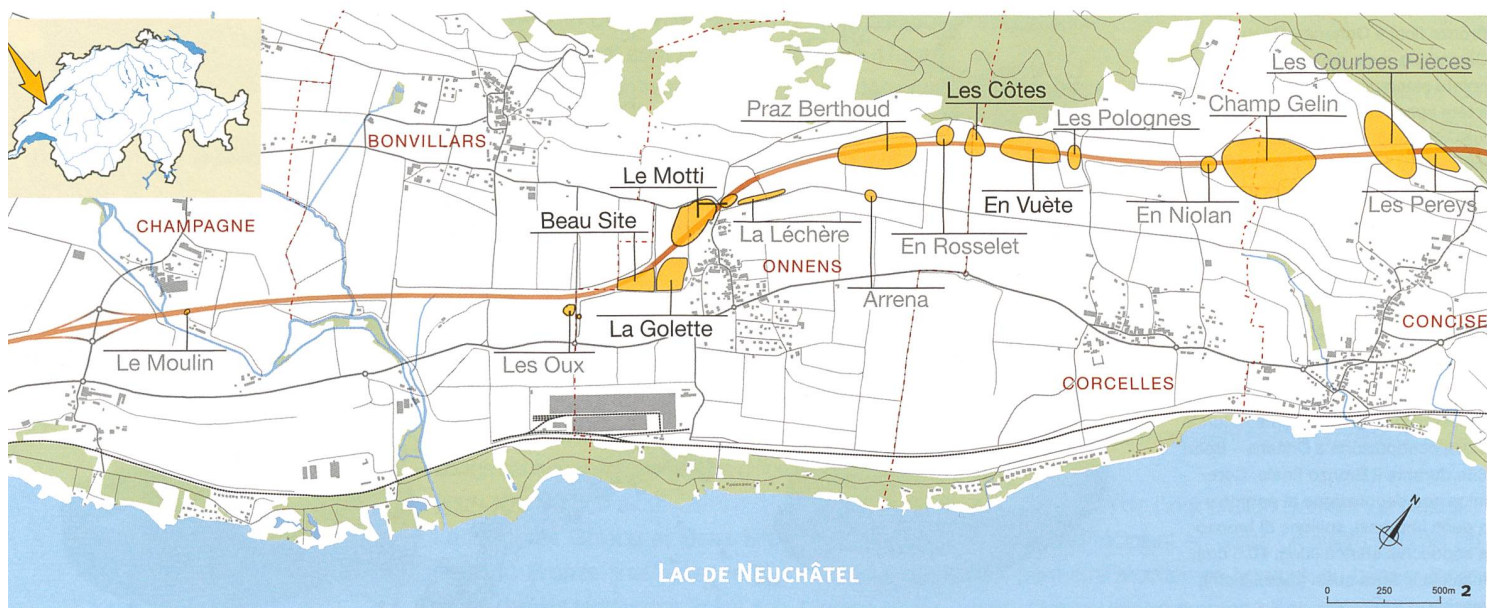 Les Courbes Pièces
Les Côtes
Praz Berthoud
Champ Gelin
Les Polognes
BONVILLARS
Le Motti
En Vuète
En Niolan
Les Pereys
Beau Site
La Léchère
En Rosselet
CHAMPAGNE
ONNENS
Arrena
La Golette
CONCISE
Le Moulin
Les Oux
CORCELLES
N
LAC DE NEUCHÂTEL
0 250 500m 2